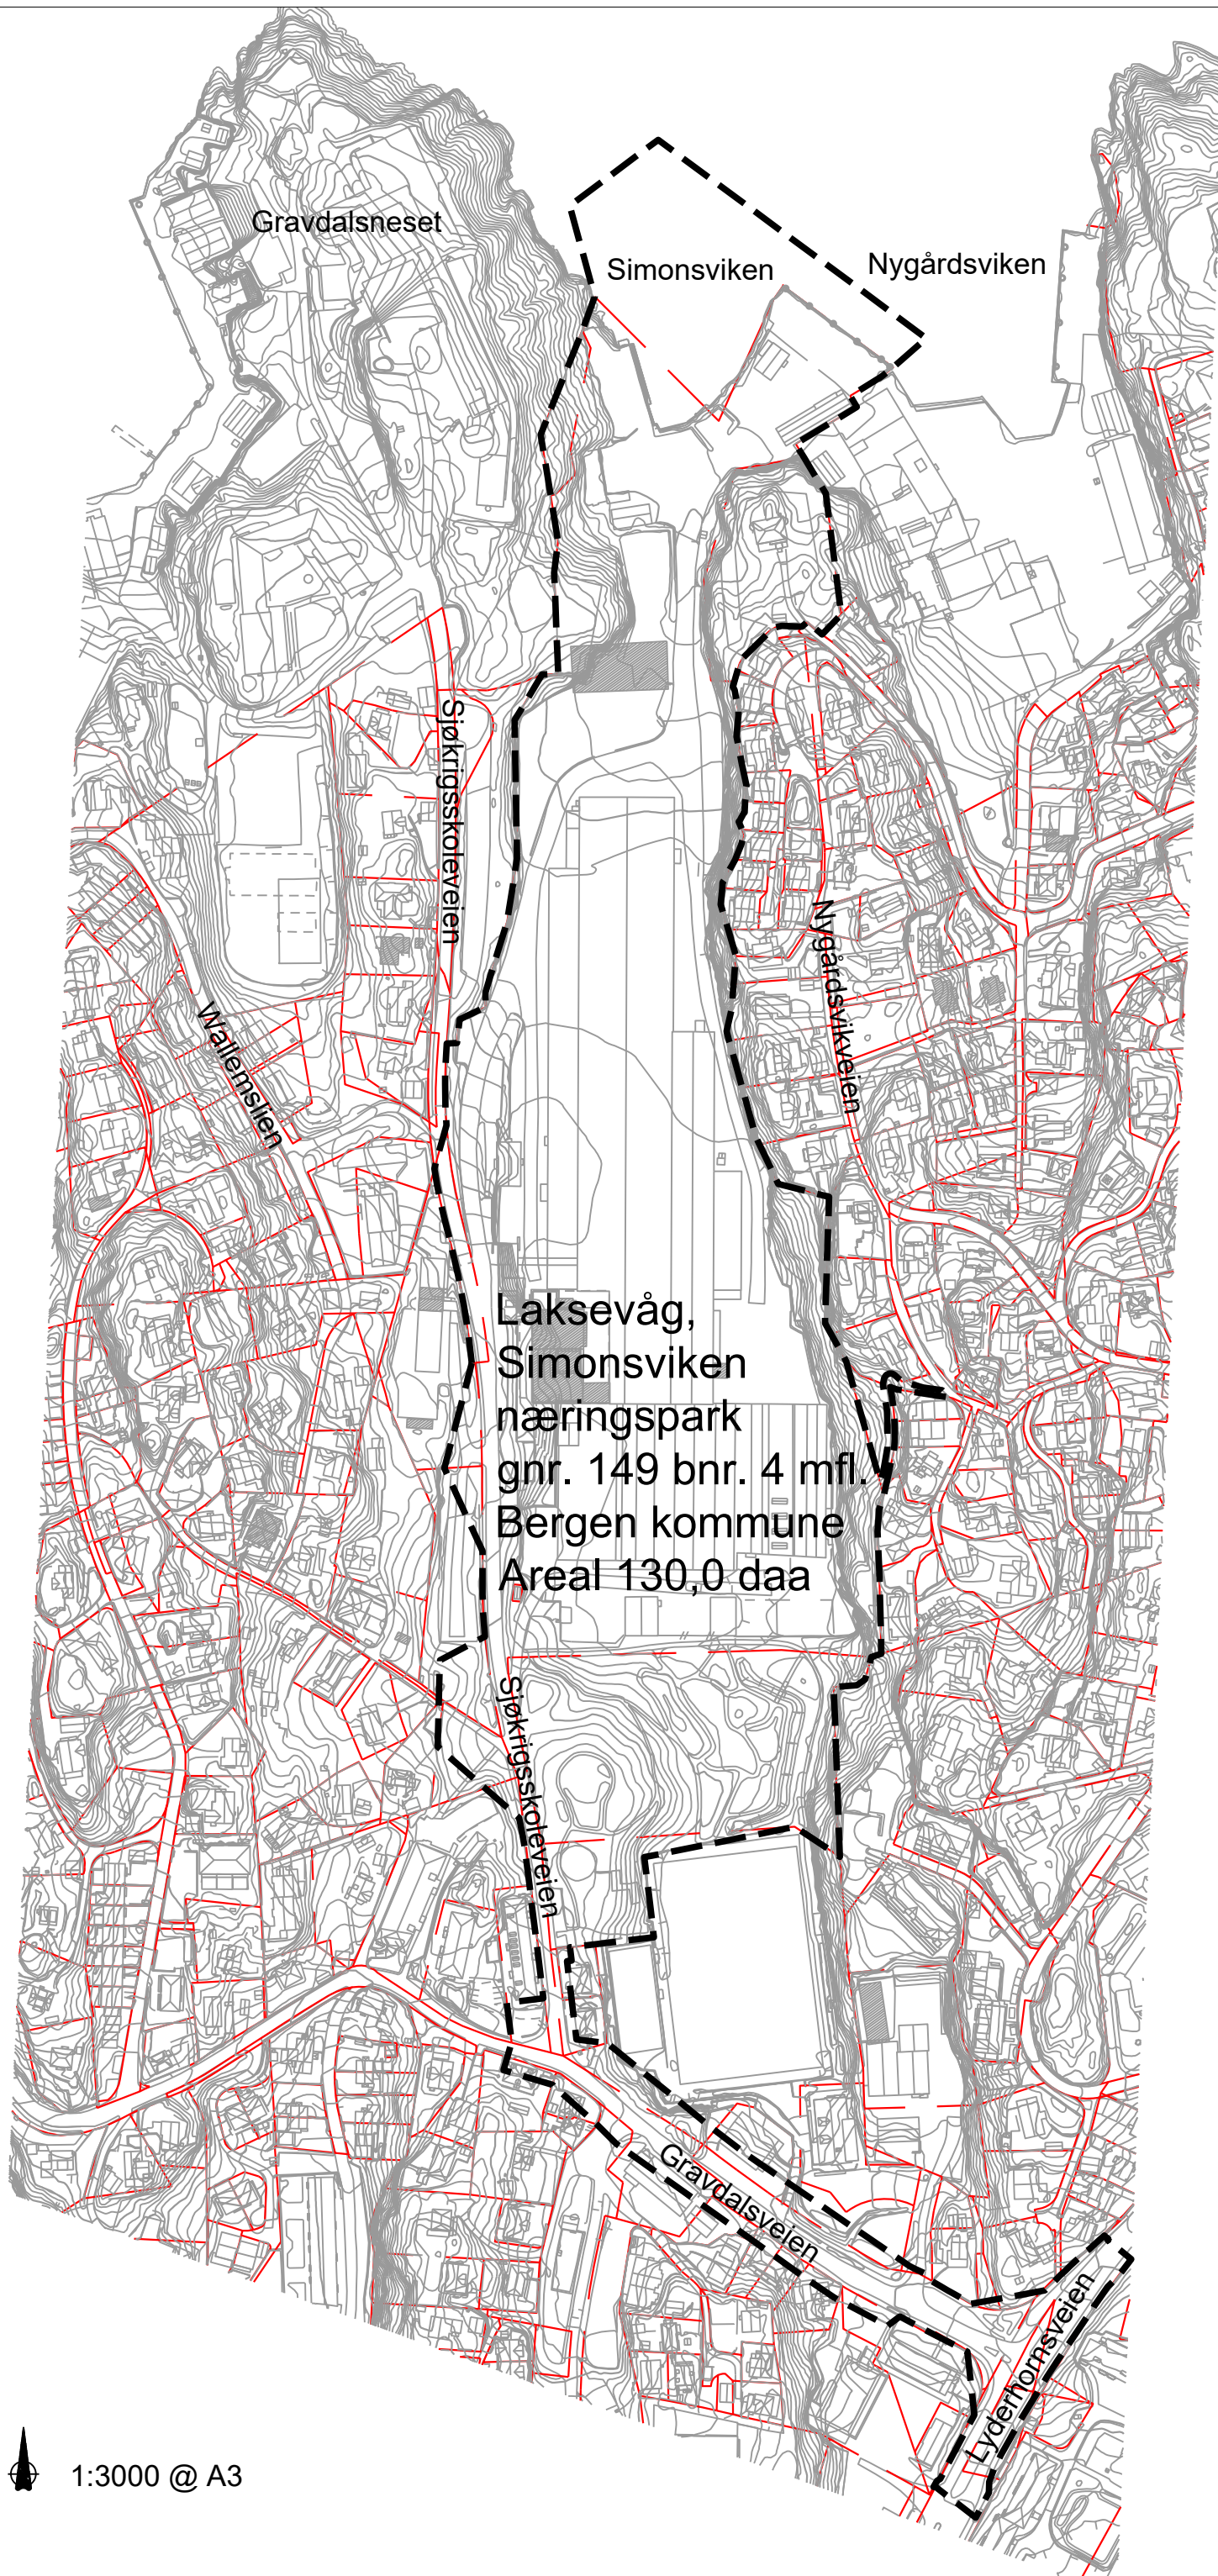 Gravdalsneset
Simonsviken
Nygårdsviken
Sjøkrigsskoleveien
Nygårdsvikveien
Wallemslien
Laksevåg,
Simonsviken
næringspark
gnr. 149 bnr. 4 mfl.
Bergen kommune
Areal 130,0 daa
Sjøkrigsskoleveien
Gravdalsveien
Lyderhornsveien
1:3000 @ A3